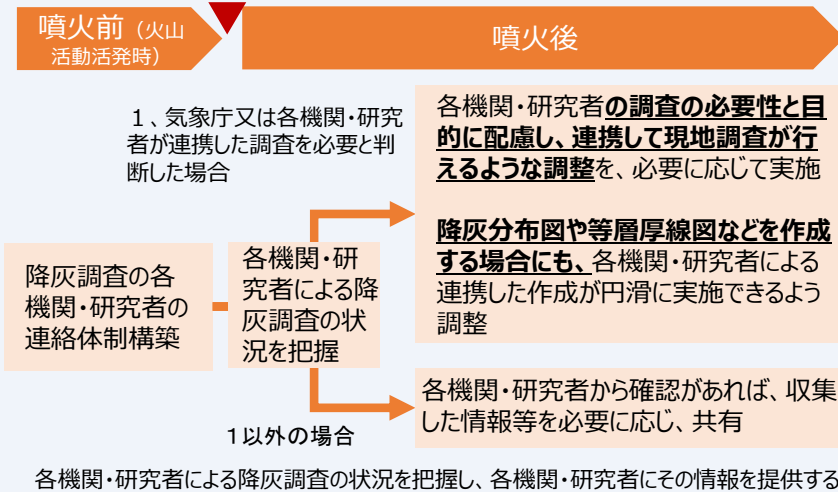 噴火前（火山
活動活発時）
噴火後
１、気象庁又は各機関・研究
者が連携した調査を必要と判
断した場合
各機関・研究者の調査の必要性と目
的に配慮し、連携して現地調査が行
えるような調整を、必要に応じて実施
降灰分布図や等層厚線図などを作成
する場合にも、各機関・研究者による
連携した作成が円滑に実施できるよう
調整
降灰調査の各
機関・研究者の
連絡体制構築
各機関・研
究者による降
灰調査の状
況を把握
各機関・研究者から確認があれば、収集
した情報等を必要に応じ、共有
１以外の場合
各機関・研究者による降灰調査の状況を把握し、各機関・研究者にその情報を提供する